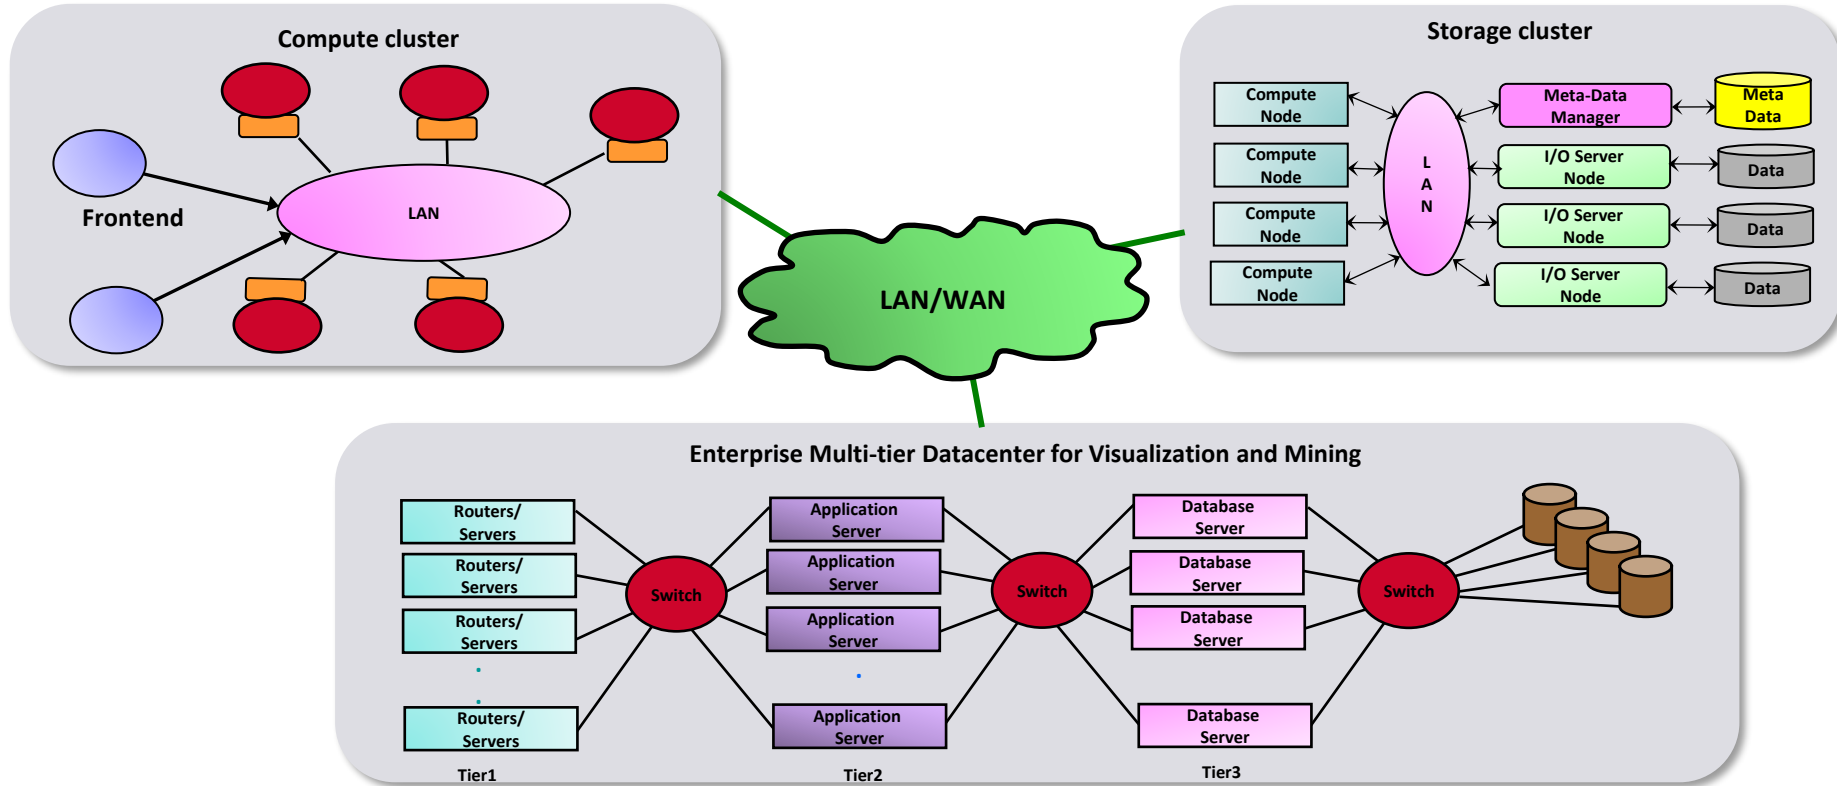 Compute cluster
Frontend
LAN
LAN/WAN
Storage cluster
Compute
Node
Compute
Node
Compute
Node
Compute
Node
L
A
N
Meta-Data
Manager
I/O Server
Node
I/O Server
Node
I/O Server
Node
Meta
Data
Data
Data
Data
Enterprise Multi-tier Datacenter for Visualization and Mining
Routers/
Servers
Routers/
Servers
Routers/
Servers
.
.
Routers/
Servers
Tier1
Switch
Application
Server
Application
Server
Application
Server
.
Application
Server
Tier2
Switch
Database
Server
Database
Server
Database
Server
Database
Server
Tier3
Switch